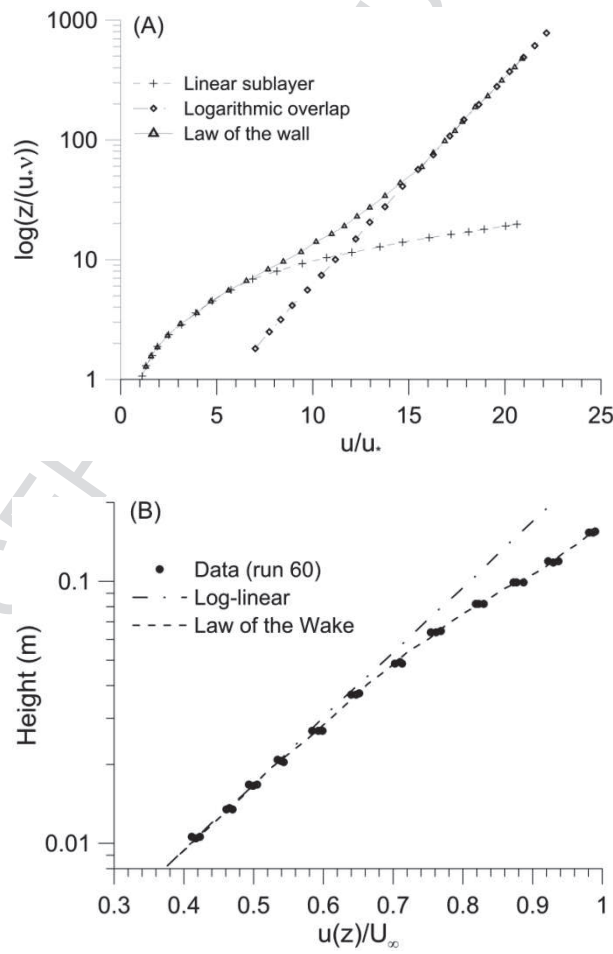 (A)
1000
100
10
1
log(z/(u*ν))
Linear sublayer
Logarithmic overlap
Law of the wall
0 5 10 15 20 25
u/u*
(B)
0.1
0.01
Height (m)
Data (run 60)
Log-linear
Law of the Wake
0.3 0.4 0.5 0.6 0.7 0.8 0.9 1
u(z)/U∞